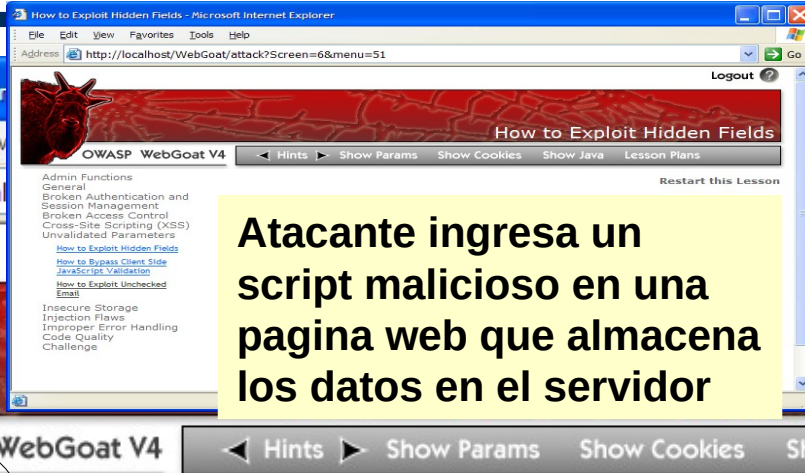 How to Exploit Hidden Fields - Microsoft Internet Explorer
File Edit View Favorites Tools Help
Address http://localhost/WebGoat/attack?Screen=6&menu=51 Go
Logout ?
How to Exploit Hidden Fields
OWASP WebGoat V4 Hints Show Params Show Cookies Show Java Lesson Plans
Restart this Lesson
Admin Functions
General
Broken Authentication and
Session Management
Broken Access Control
Cross-Site Scripting (XSS)
Unvalidated Parameters
How to Exploit Hidden Fields
How to Bypass Client Side
JavaScript Validation
How to Exploit Unchecked
Email
Insecure Storage
Injection Flaws
Improper Error Handling
Code Quality
Challenge
Atacante ingresa un
script malicioso en una
pagina web que almacena
los datos en el servidor
WebGoat V4 Hints Show Params Show Cookies